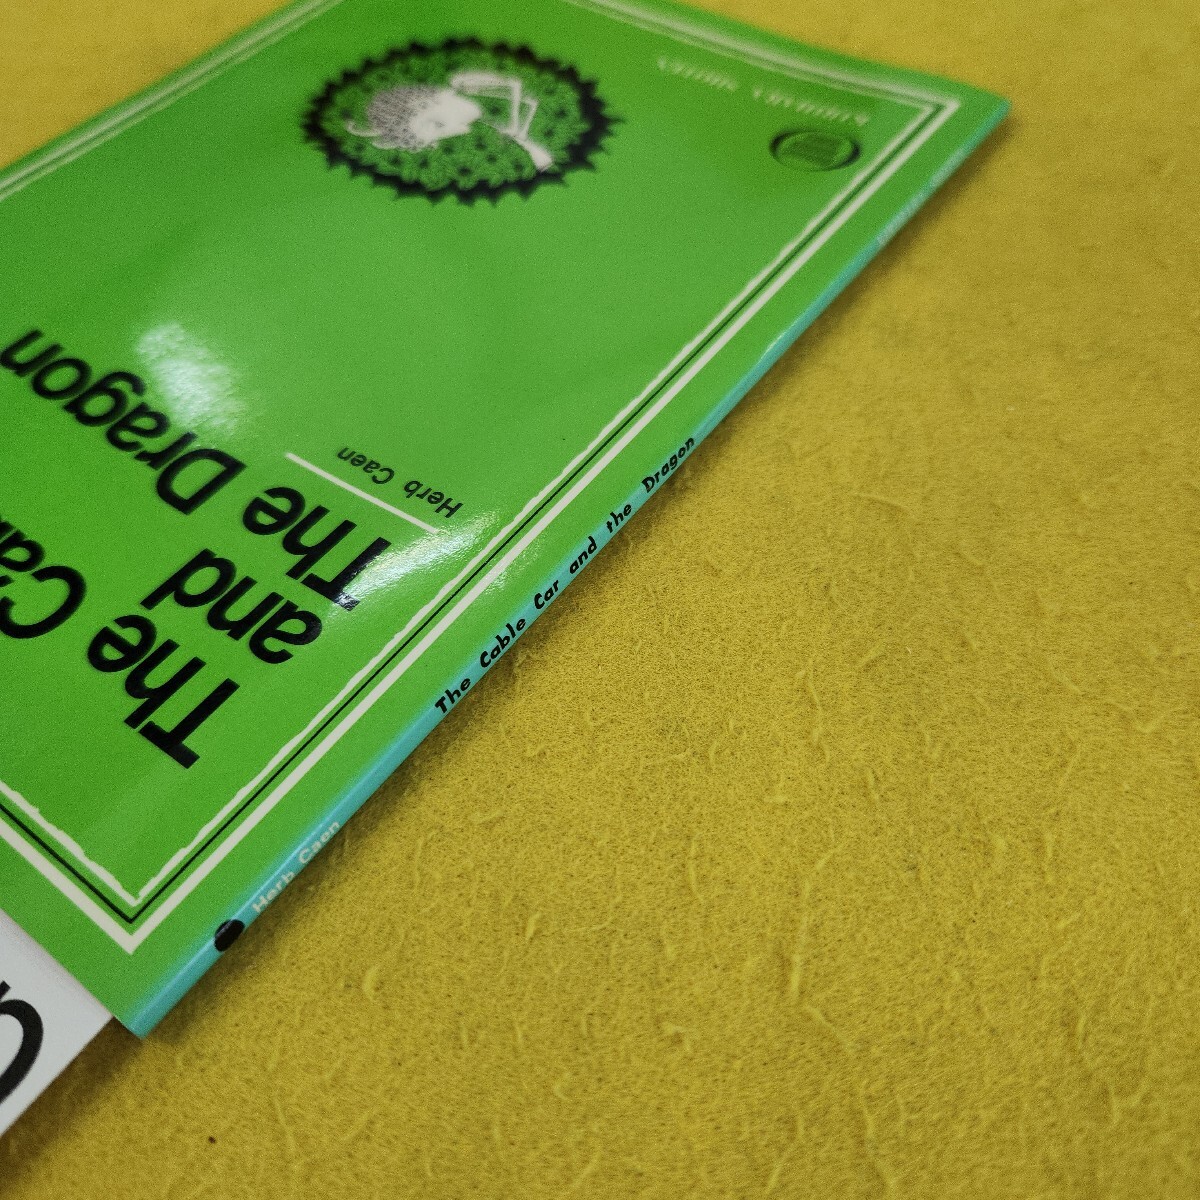 The Ca
and
The Dragon
Herb Caen
Herb Caen
The Cable Car and the Dragon